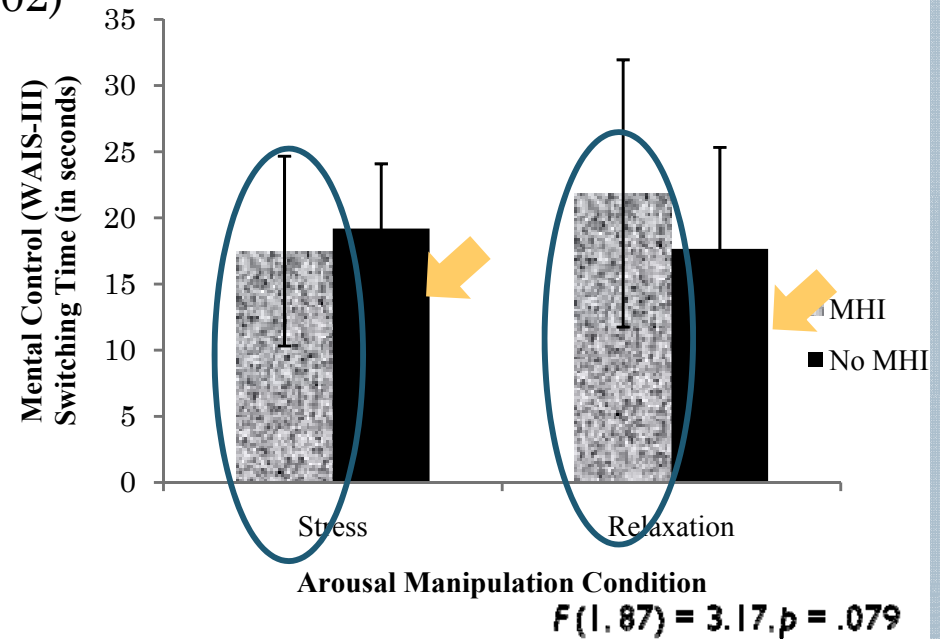 02)
35
30
25
20
15
10
5
0
Mental Control (WAIS-III)
Switching Time (in seconds)
MHI
No MHI
Stress
Relaxation
Arousal Manipulation Condition
F(1, 87) = 3.17, p = .079